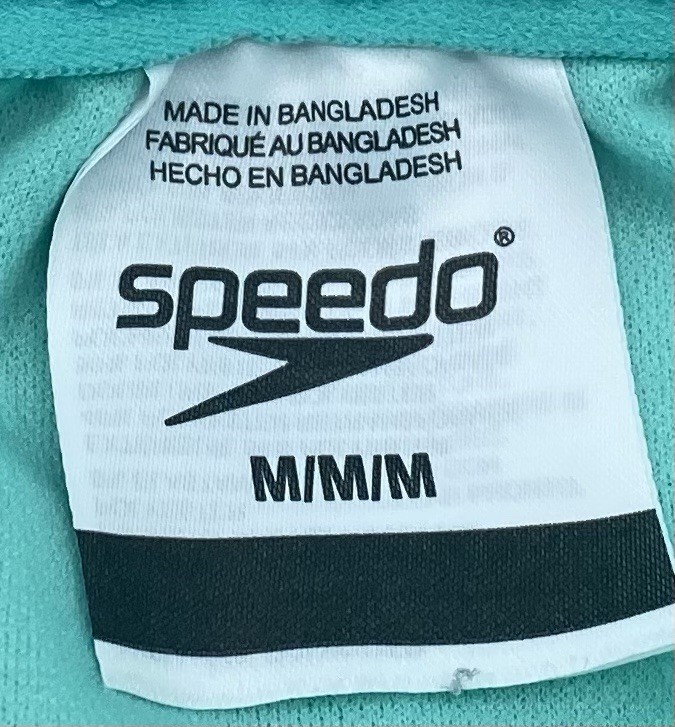 MADE IN BANGLADESH
FABRIQUÉ AU BANGLADESH
HECHO EN BANGLADESH
speedo®
M/M/M